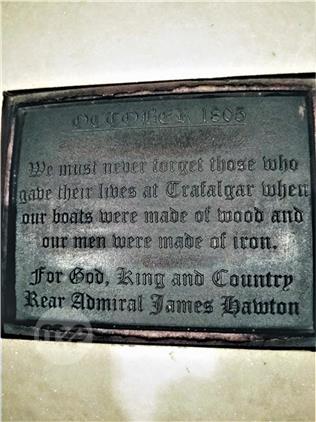 OCTOBER 1805
We must never forget those who
gave their lives at Trafalgar when
our boats were made of wood and
our men were made of iron.
For God, King and Country
Rear Admiral James Hawton